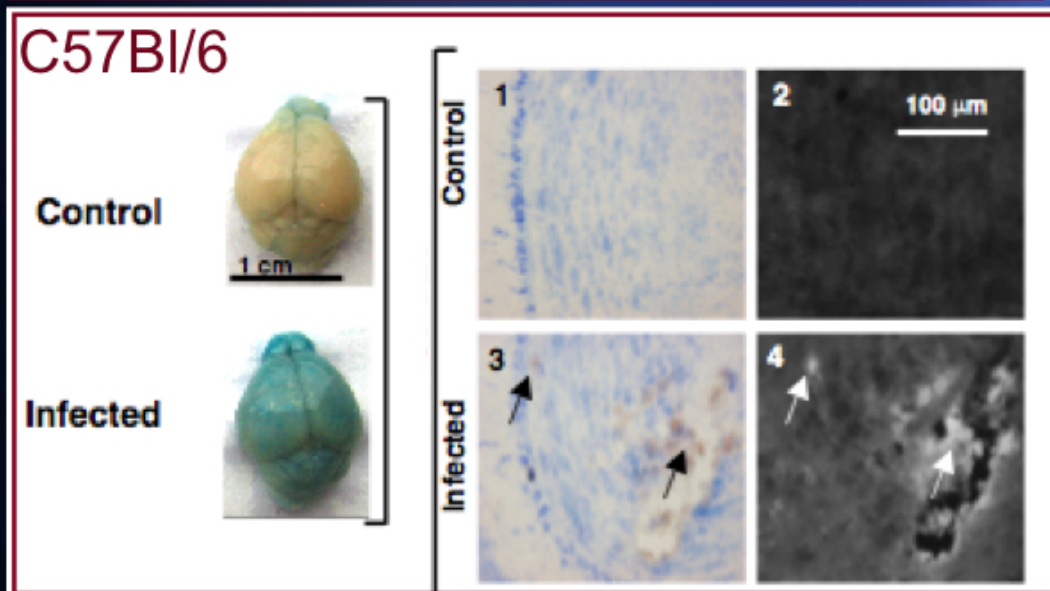 C57Bl/6
Control
1 cm
Infected
Control
1
2
100 µm
Infected
3
4